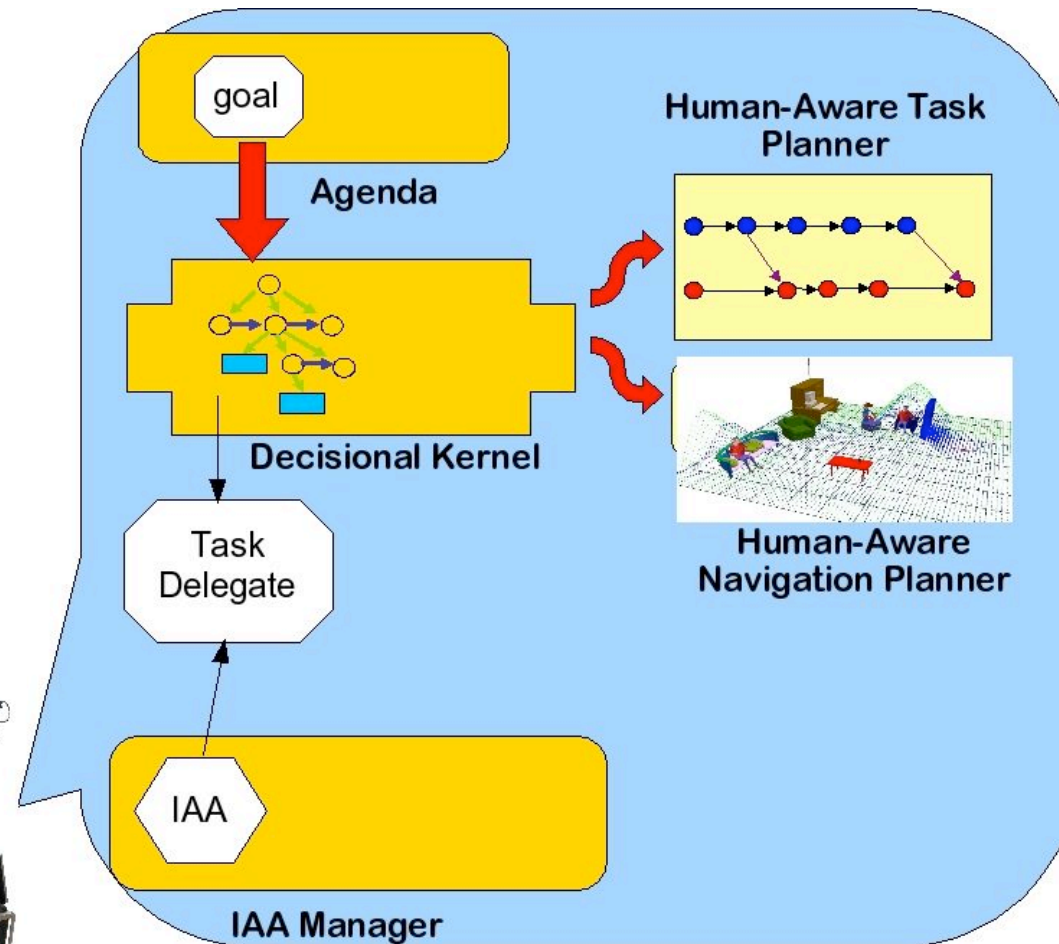 goal
Agenda
Human-Aware Task
Planner
Decisional Kernel
Task
Delegate
Human-Aware
Navigation Planner
IAA
IAA Manager